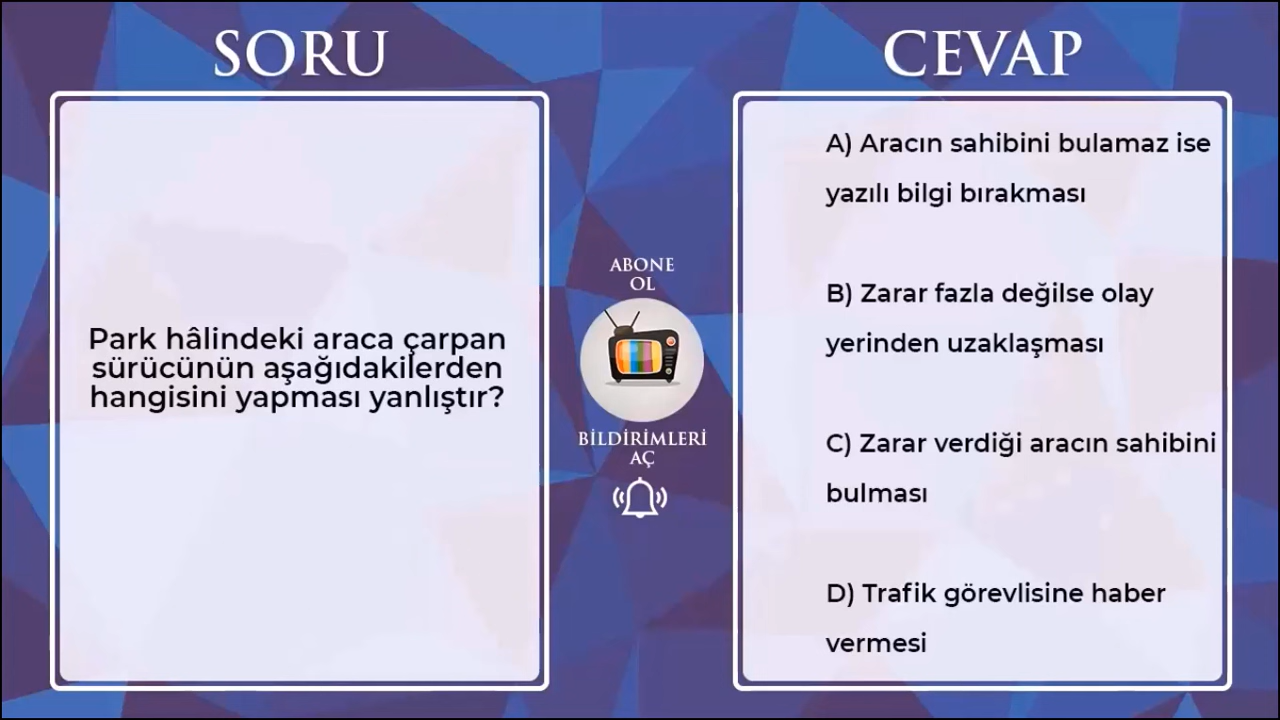 SORU
Park hâlindeki araca çarpan
sürücünün aşağıdakilerden
hangisini yapması yanlıştır?
ABONE
OL
BİLDİRİMLERİ
AÇ
CEVAP
A) Aracın sahibini bulamaz ise
yazılı bilgi bırakması
B) Zarar fazla değilse olay
yerinden uzaklaşması
C) Zarar verdiği aracın sahibini
bulması
D) Trafik görevlisine haber
vermesi